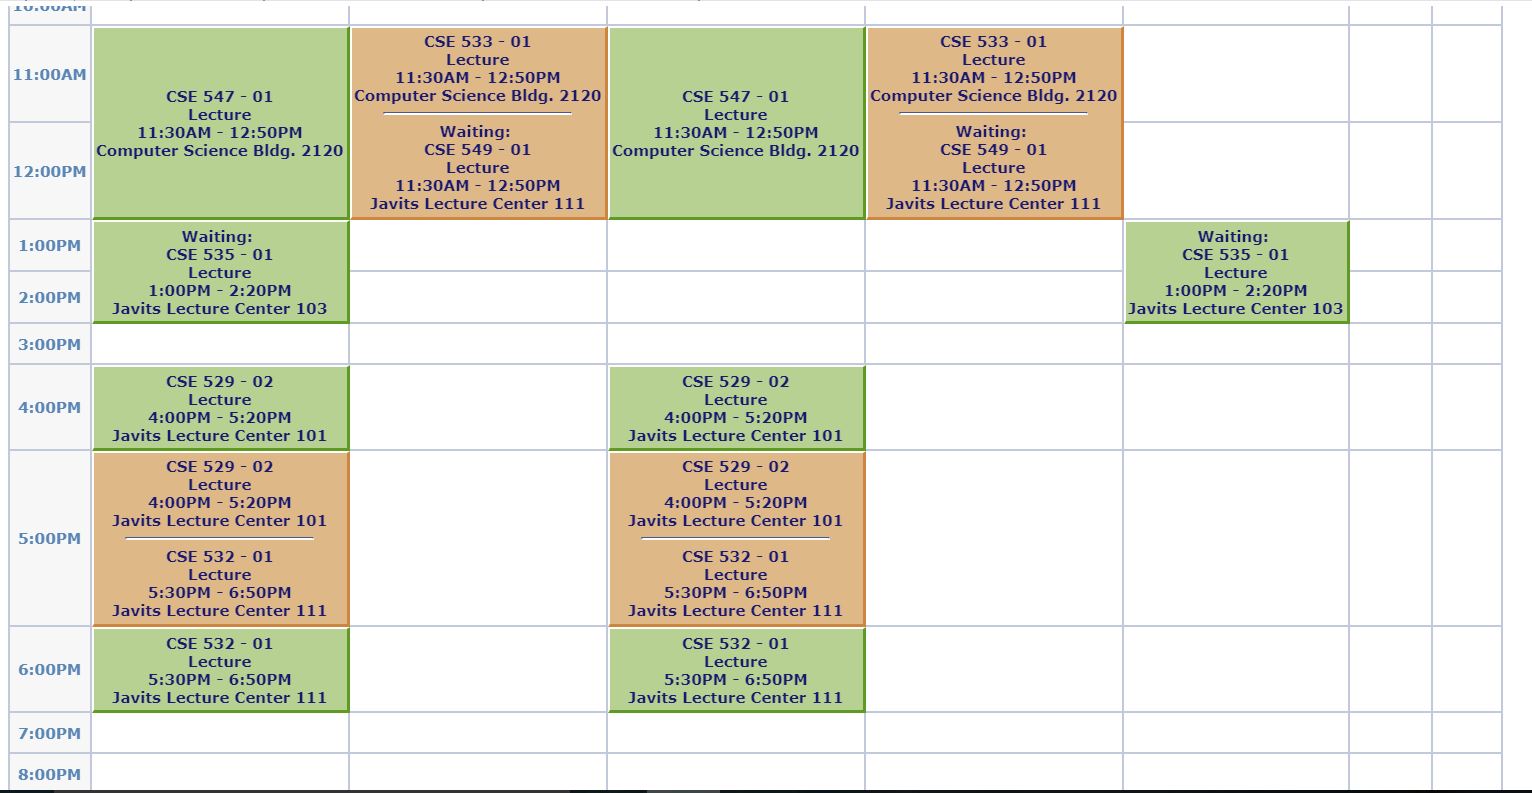 10:00AM
11:00AM
CSE 547 - 01
Lecture
11:30AM - 12:50PM
Computer Science Bldg. 2120
CSE 533 - 01
Lecture
11:30AM - 12:50PM
Computer Science Bldg. 2120
Waiting:
CSE 549 - 01
Lecture
11:30AM - 12:50PM
Javits Lecture Center 111
CSE 547 - 01
Lecture
11:30AM - 12:50PM
Computer Science Bldg. 2120
CSE 533 - 01
Lecture
11:30AM - 12:50PM
Computer Science Bldg. 2120
Waiting:
CSE 549 - 01
Lecture
11:30AM - 12:50PM
Javits Lecture Center 111
12:00PM
1:00PM
Waiting:
CSE 535 - 01
Lecture
1:00PM - 2:20PM
Javits Lecture Center 103
Waiting:
CSE 535 - 01
Lecture
1:00PM - 2:20PM
Javits Lecture Center 103
2:00PM
3:00PM
4:00PM
CSE 529 - 02
Lecture
4:00PM - 5:20PM
Javits Lecture Center 101
CSE 529 - 02
Lecture
4:00PM - 5:20PM
Javits Lecture Center 101
5:00PM
CSE 529 - 02
Lecture
4:00PM - 5:20PM
Javits Lecture Center 101
CSE 532 - 01
Lecture
5:30PM - 6:50PM
Javits Lecture Center 111
CSE 529 - 02
Lecture
4:00PM - 5:20PM
Javits Lecture Center 101
CSE 532 - 01
Lecture
5:30PM - 6:50PM
Javits Lecture Center 111
6:00PM
CSE 532 - 01
Lecture
5:30PM - 6:50PM
Javits Lecture Center 111
CSE 532 - 01
Lecture
5:30PM - 6:50PM
Javits Lecture Center 111
7:00PM
8:00PM